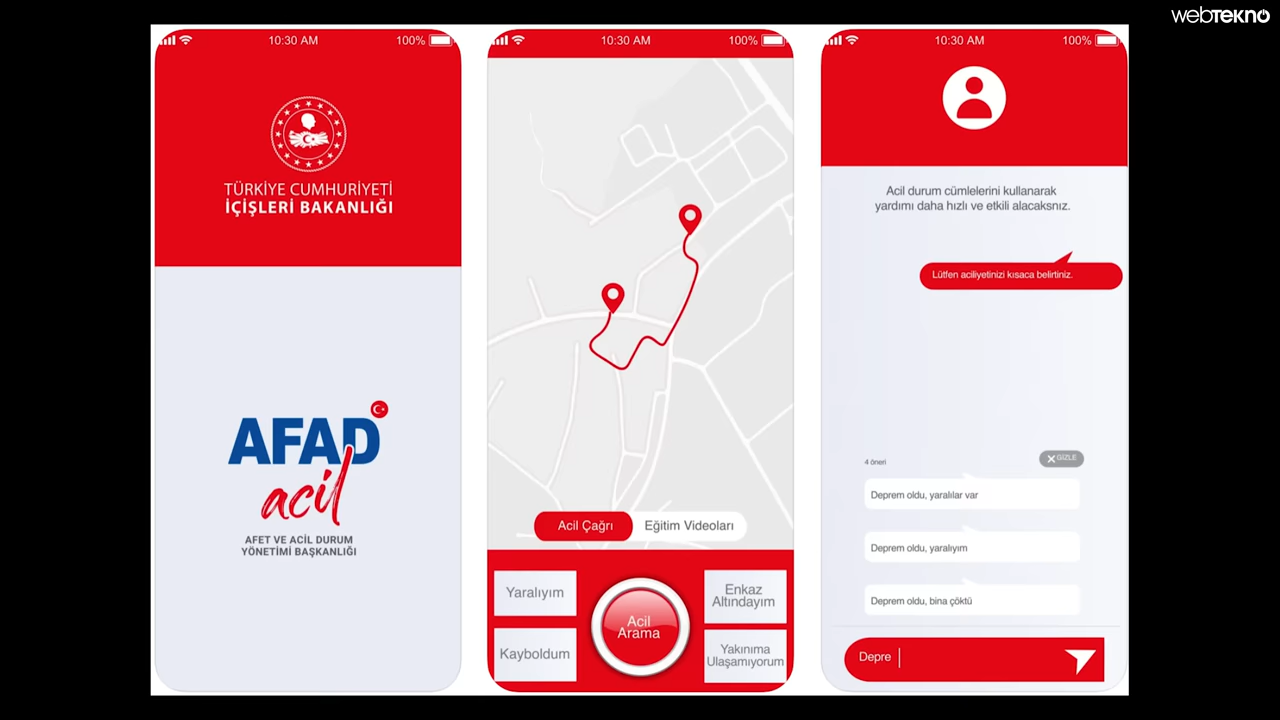 webtekno
10:30 AM
100%
TÜRKİYE CUMHURİYETİ
İÇİŞLERİ BAKANLIĞI
AFAD
acil
AFET VE ACİL DURUM
YÖNETİMİ BAŞKANLIĞI
10:30 AM
100%
Acil Çağrı
Eğitim Videoları
Yaralıyım
Kayboldum
Acil
Arama
Enkaz
Altındayım
Yakınıma
Ulaşamıyorum
10:30 AM
100%
Acil durum cümlelerini kullanarak
yardımı daha hızlı ve etkili alacaksnız.
Lütfen aciliyetinizi kısaca belirtiniz.
4 öneri
GİZLE
Deprem oldu, yaralılar var
Deprem oldu, yaralıyım
Deprem oldu, bina çöktü
Depre